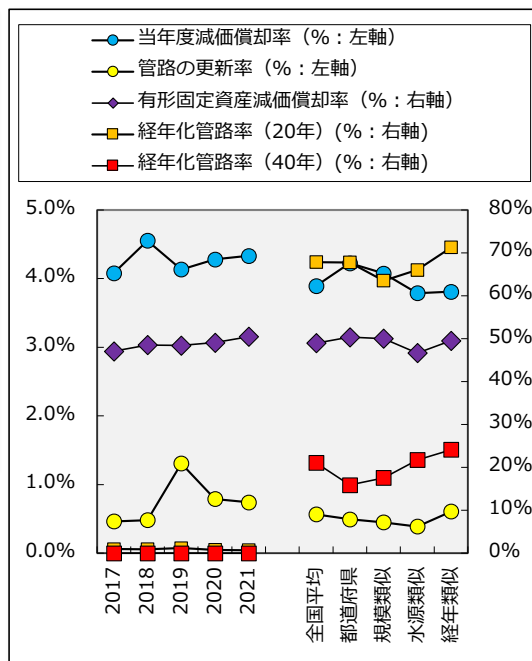 当年度減価償却率（%：左軸）
管路の更新率（%：左軸）
有形固定資産減価償却率（%：右軸）
経年化管路率（20年）(%：右軸)
経年化管路率（40年）(%：右軸)
5.0%
4.0%
3.0%
2.0%
1.0%
0.0%
80%
70%
60%
50%
40%
30%
20%
10%
0%
2017
2018
2019
2020
2021
全国平均
都道府県
規模類似
水源類似
経年類似